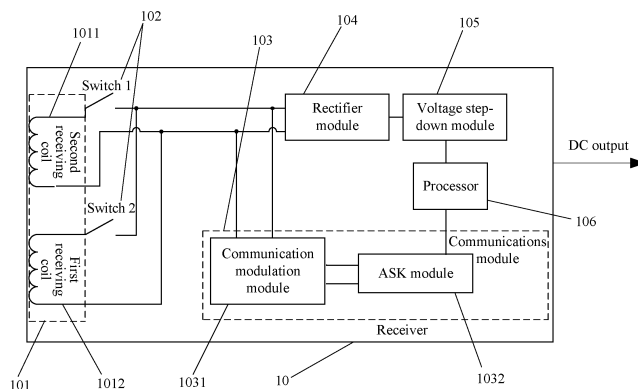 102
1011
103
104
105
Switch 1
Rectifier
module
Voltage step-
down module
DC output
Second
receiving
coil
Processor
Switch 2
106
Communications
module
Communication
modulation
module
ASK module
First
receiving
coil
Receiver
101
1012
1031
10
1032